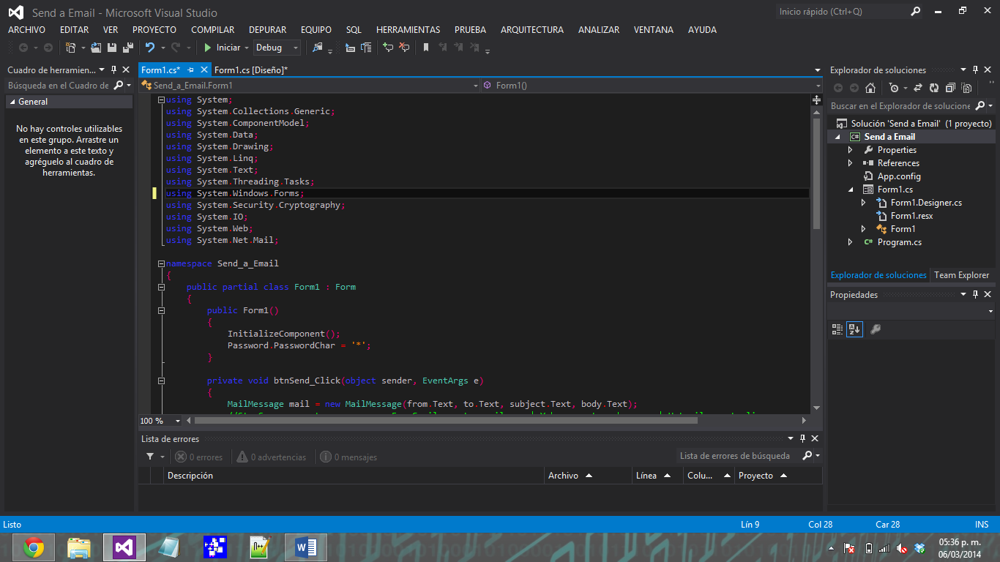 Send a Email - Microsoft Visual Studio
Inicio rápido (Ctrl+Q)
ARCHIVO EDITAR VER PROYECTO COMPILAR DEPURAR EQUIPO SQL HERRAMIENTAS PRUEBA ARQUITECTURA ANALIZAR VENTANA AYUDA
Iniciar Debug
Cuadro de herramien...
Búsqueda en el Cuadro de
General
No hay controles utilizables
en este grupo. Arrastre un
elemento a este texto y
agréguelo al cuadro de
herramientas.
Form1.cs* Form1.cs [Diseño]*
Send_a_Email.Form1 Form1()
using System;
using System.Collections.Generic;
using System.ComponentModel;
using System.Data;
using System.Drawing;
using System.Linq;
using System.Text;
using System.Threading.Tasks;
using System.Windows.Forms;
using System.Security.Cryptography;
using System.IO;
using System.Web;
using System.Net.Mail;
namespace Send_a_Email
{
public partial class Form1 : Form
{
public Form1()
{
InitializeComponent();
Password.PasswordChar = '*';
}
private void btnSend_Click(object sender, EventArgs e)
{
MailMessage mail = new MailMessage(from.Text, to.Text, subject.Text, body.Text);
100 %
Lista de errores
0 errores 0 advertencias 0 mensajes
Lista de errores de búsqueda
Descripción Archivo Línea Colu... Proyecto
Explorador de soluciones
Buscar en el Explorador de solucione
Solución 'Send a Email' (1 proyecto)
Send a Email
Properties
References
App.config
Form1.cs
Form1.Designer.cs
Form1.resx
Form1
Program.cs
Explorador de soluciones Team Explorer
Propiedades
Listo Lín 9 Col 28 Car 28 INS
05:36 p. m.
06/03/2014